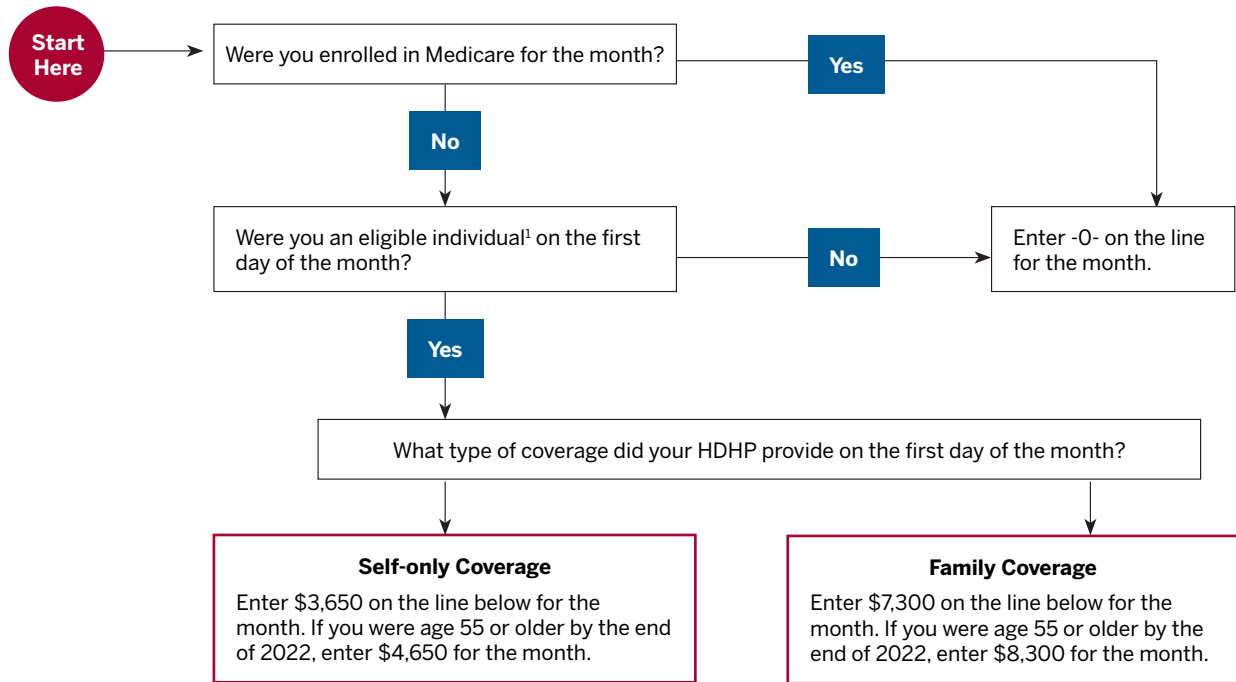 Start
Here
Were you enrolled in Medicare for the month?
Yes
No
Were you an eligible individual¹ on the first
day of the month?
No
Enter -0- on the line
for the month.
Yes
What type of coverage did your HDHP provide on the first day of the month?
Self-only Coverage
Enter $3,650 on the line below for the
month. If you were age 55 or older by the end
of 2022, enter $4,650 for the month.
Family Coverage
Enter $7,300 on the line below for the
month. If you were age 55 or older by the
end of 2022, enter $8,300 for the month.